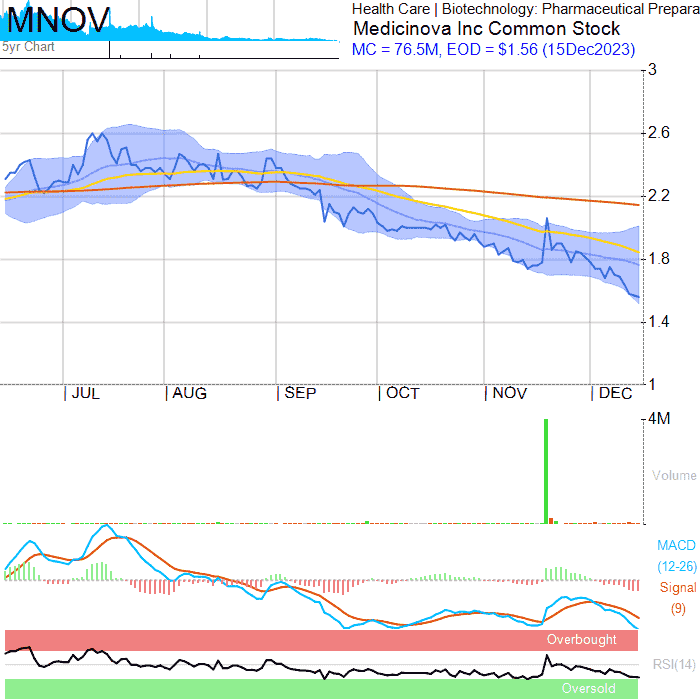 MNOV
5yr Chart
Health Care | Biotechnology: Pharmaceutical Prepara
Medicinova Inc Common Stock
MC = 76.5M, EOD = $1.56 (15Dec2023)
3
2.6
2.2
1.8
1.4
1
| JUL | AUG | SEP | OCT | NOV | DEC
4M
Volume
MACD
(12-26)
Signal
(9)
Overbought
RSI(14)
Oversold